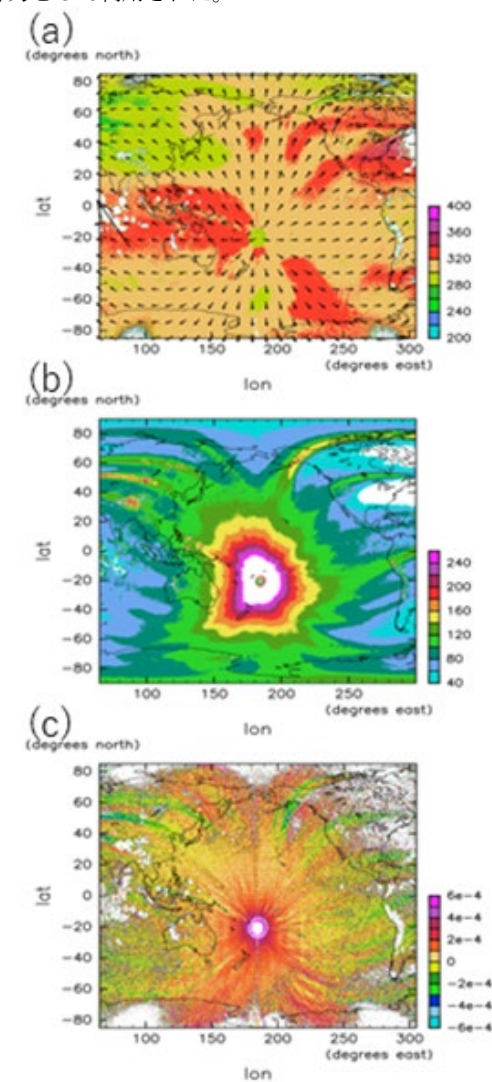 (a)
(degrees north)
80
60
40
20
0
−20
−40
−60
−80
lat
100
150
200
250
300
(degrees east)
lon
400
360
320
280
240
200
(b)
(degrees north)
80
60
40
20
0
−20
−40
−60
−80
lat
100
150
200
250
(degrees east)
lon
240
200
160
120
80
40
(c)
(degrees north)
80
60
40
20
0
−20
−40
−60
−80
lat
100
150
200
250
300
(degrees east)
lon
6e−4
4e−4
2e−4
0
−2e−4
−4e−4
−6e−4